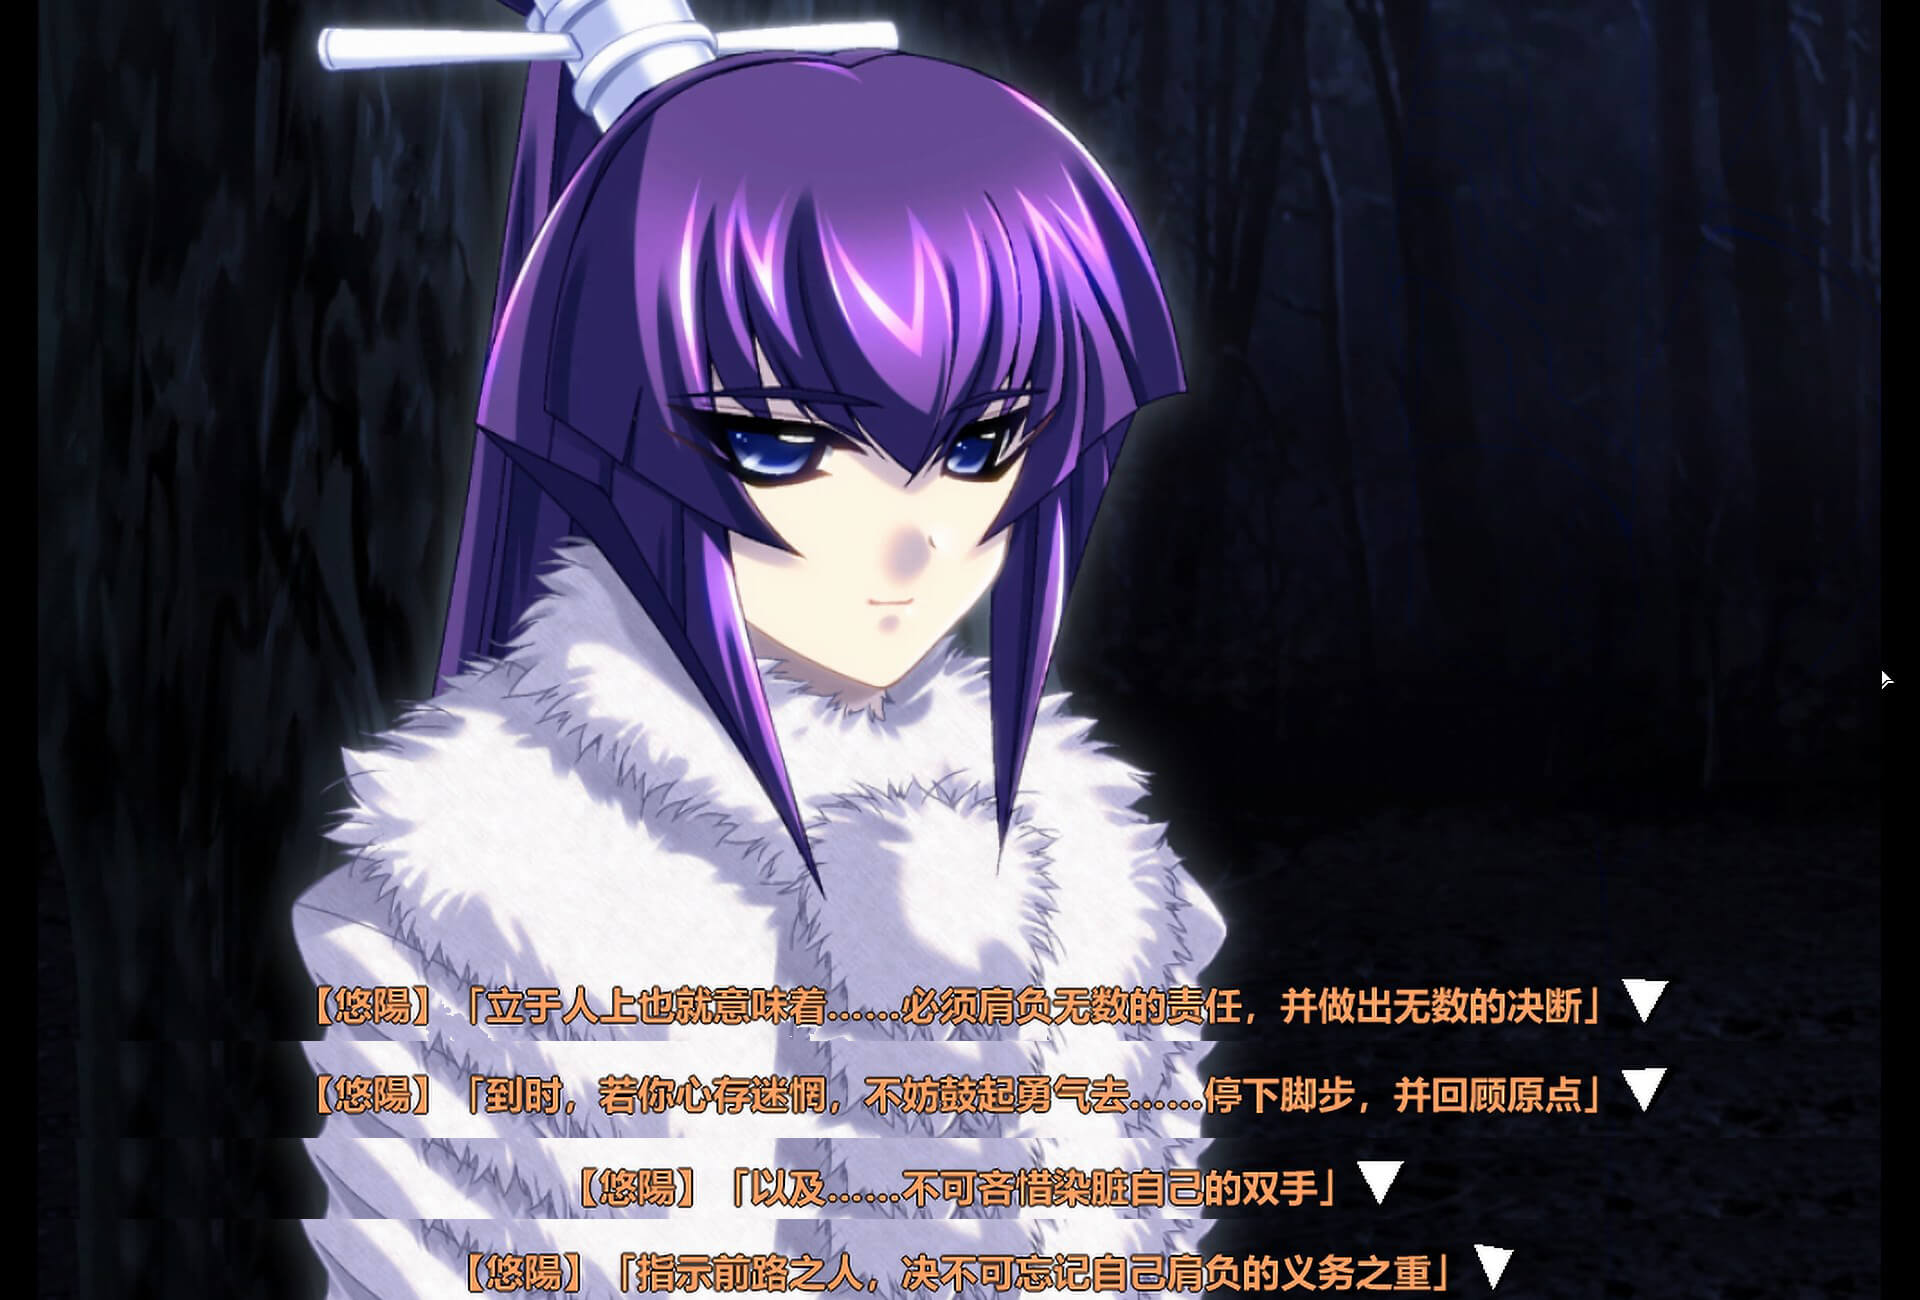 【悠陽】「立于人上也就意味着……必须肩负无数的责任，并做出无数的决断」
【悠陽】「到时，若你心存迷惘，不妨鼓起勇气去……停下脚步，并回顾原点」
【悠陽】「以及……不可吝惜染脏自己的双手」
【悠陽】「指示前路之人，决不可忘记自己肩负的义务之重」